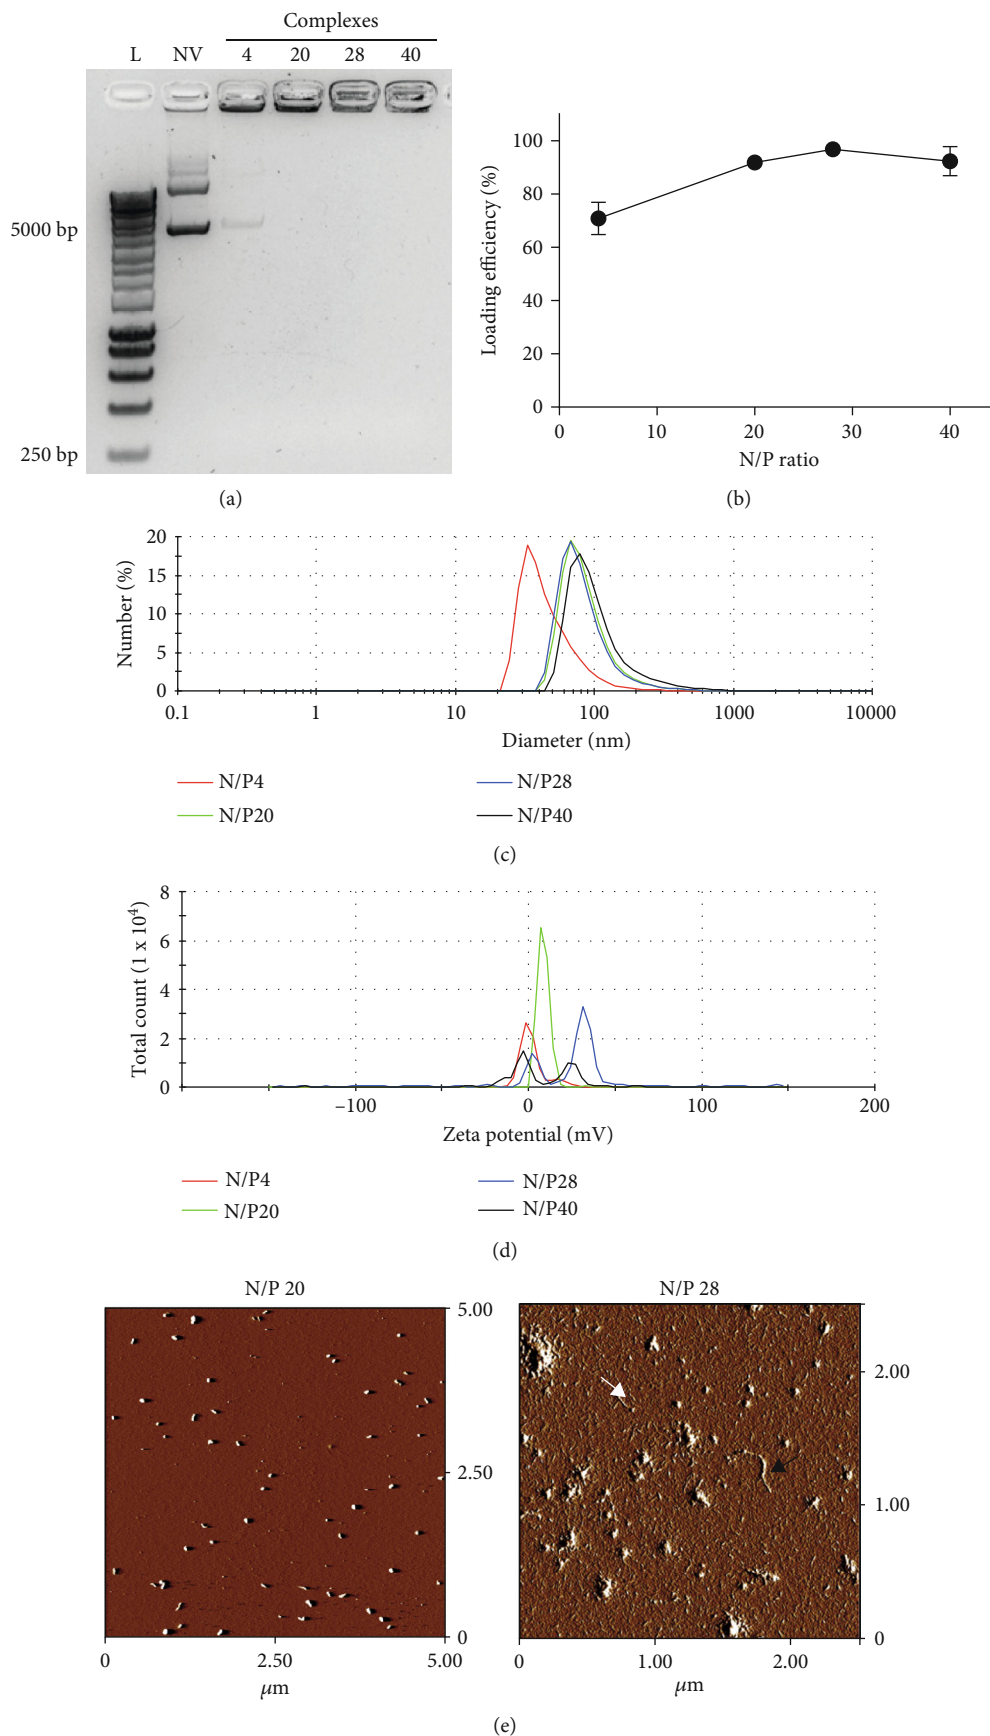 Complexes
L NV 4 20 28 40
5000 bp
250 bp
(a)
Loading efficiency (%)
100
80
60
40
20
0
0 10 20 30 40
N/P ratio
(b)
Number (%)
20
15
10
5
0
0.1 1 10 100 1000 10000
Diameter (nm)
N/P4 N/P28
N/P20 N/P40
(c)
Total count (1 x 10⁴)
8
6
4
2
0
−100 0 100 200
Zeta potential (mV)
N/P4 N/P28
N/P20 N/P40
(d)
N/P 20
5.00
2.50
0
0 2.50 5.00
μm
N/P 28
2.00
1.00
0
0 1.00 2.00
μm
(e)